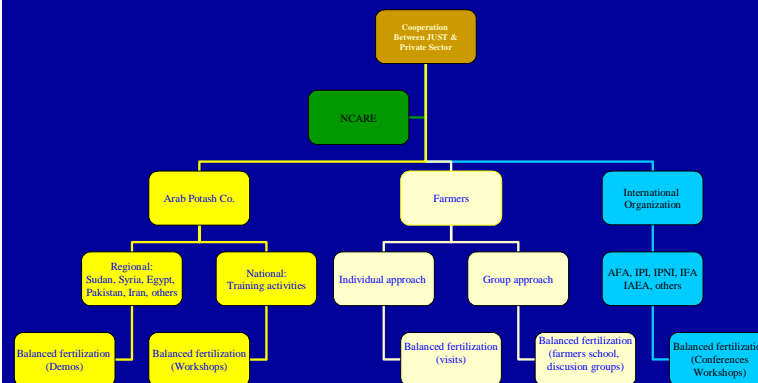 Cooperation
Between JUST &
Private Sector
NCARE
Arab Potash Co.
Farmers
International
Organization
Regional:
Sudan, Syria, Egypt,
Pakistan, Iran, others
National:
Training activities
Individual approach
Group approach
AFA, IPI, IPNI, IFA
IAEA, others
Balanced fertilization
(Demos)
Balanced fertilization
(Workshops)
Balanced fertilization
(visits)
Balanced fertilization
(farmers school,
discusion groups)
Balanced fertilizatio
(Conferences
Workshops)